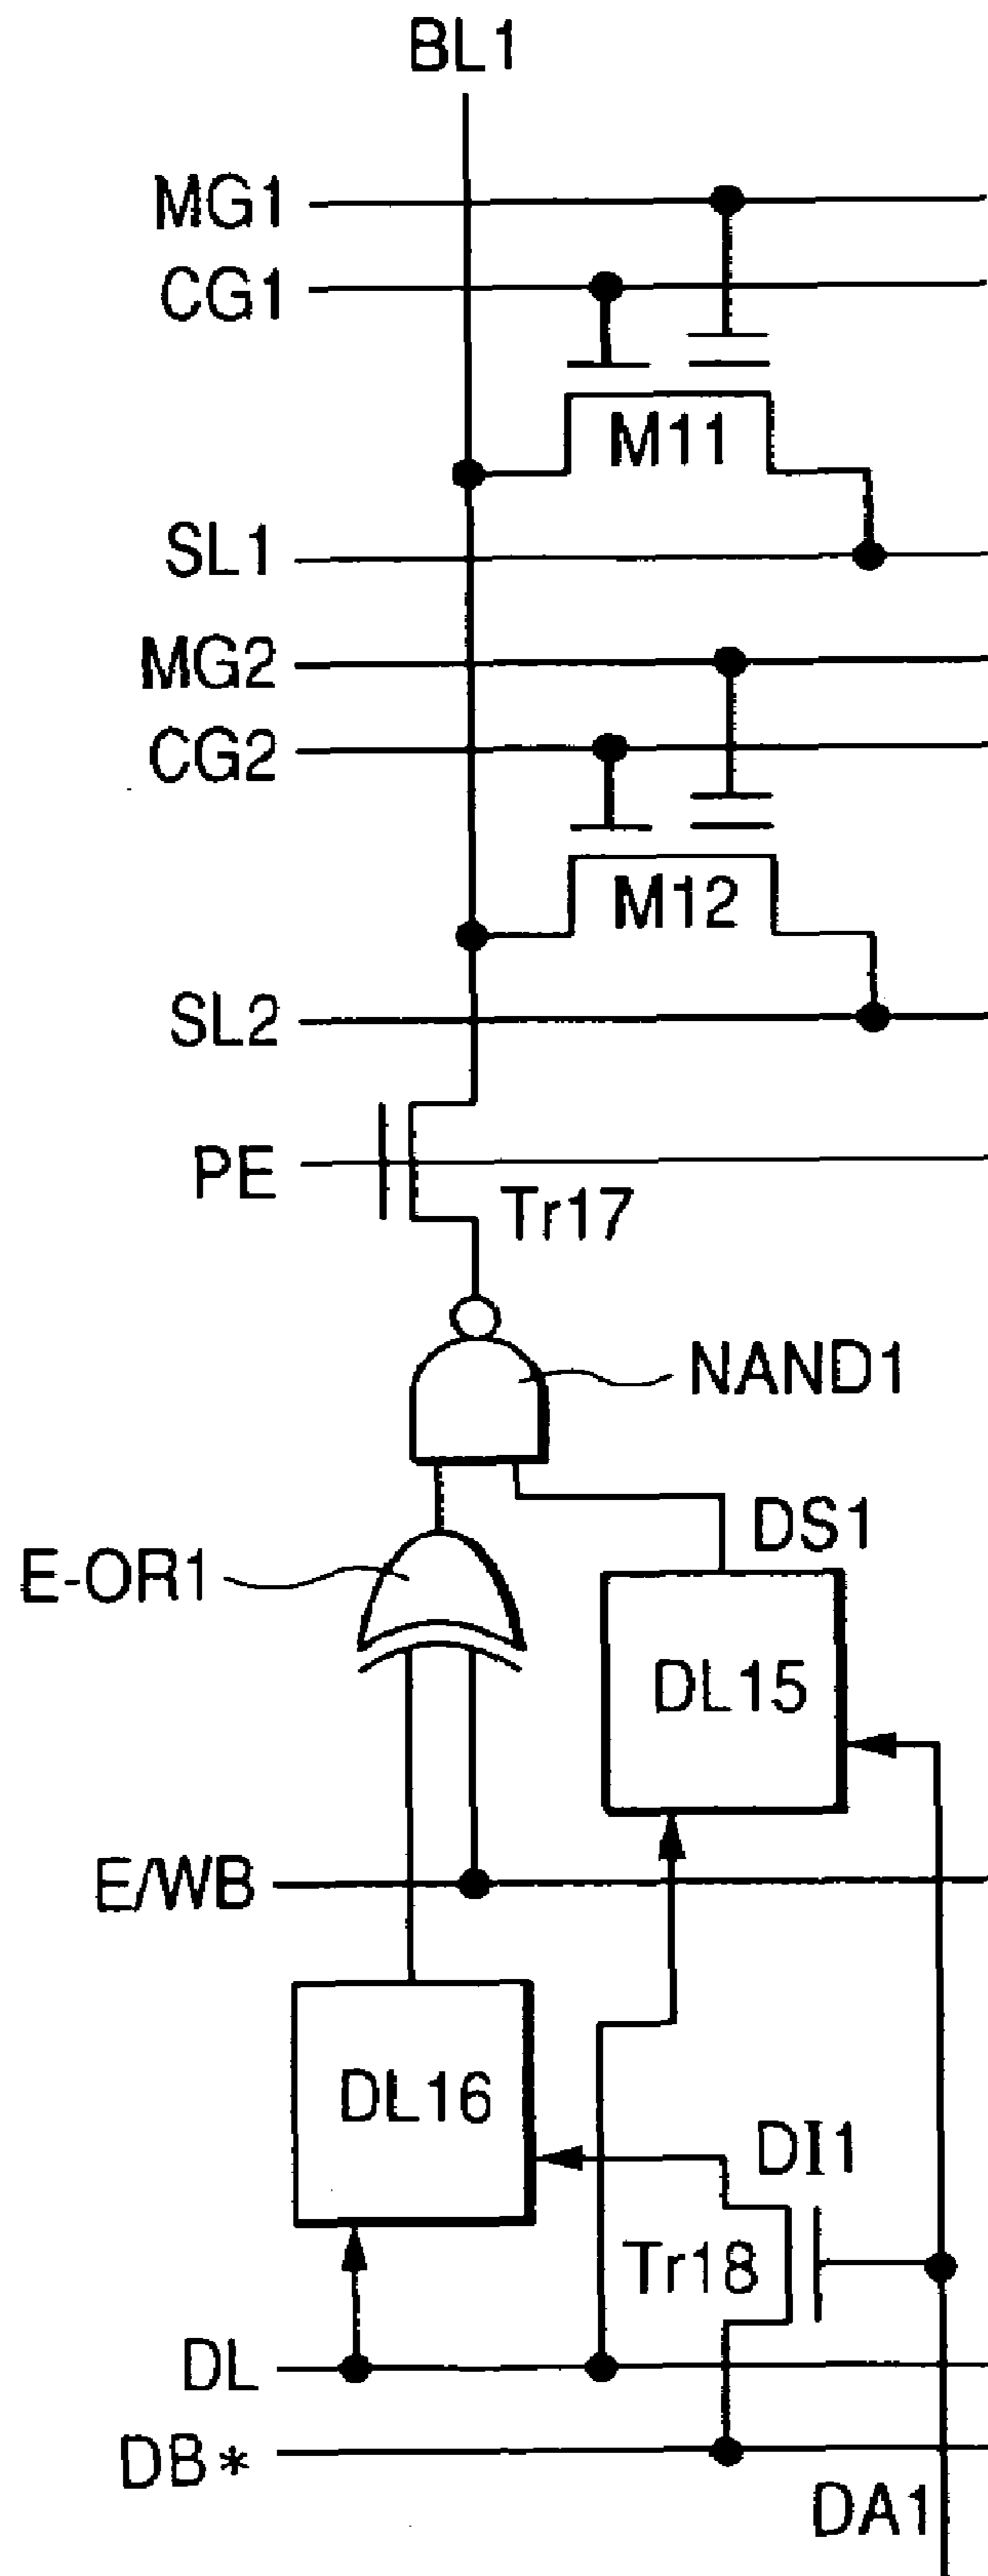 BL1
MG1
CG1
M11
SL1
MG2
CG2
M12
SL2
PE
Tr17
NAND1
DS1
E-OR1
DL15
E/WB
DL16
DI1
Tr18
DL
DB*
DA1